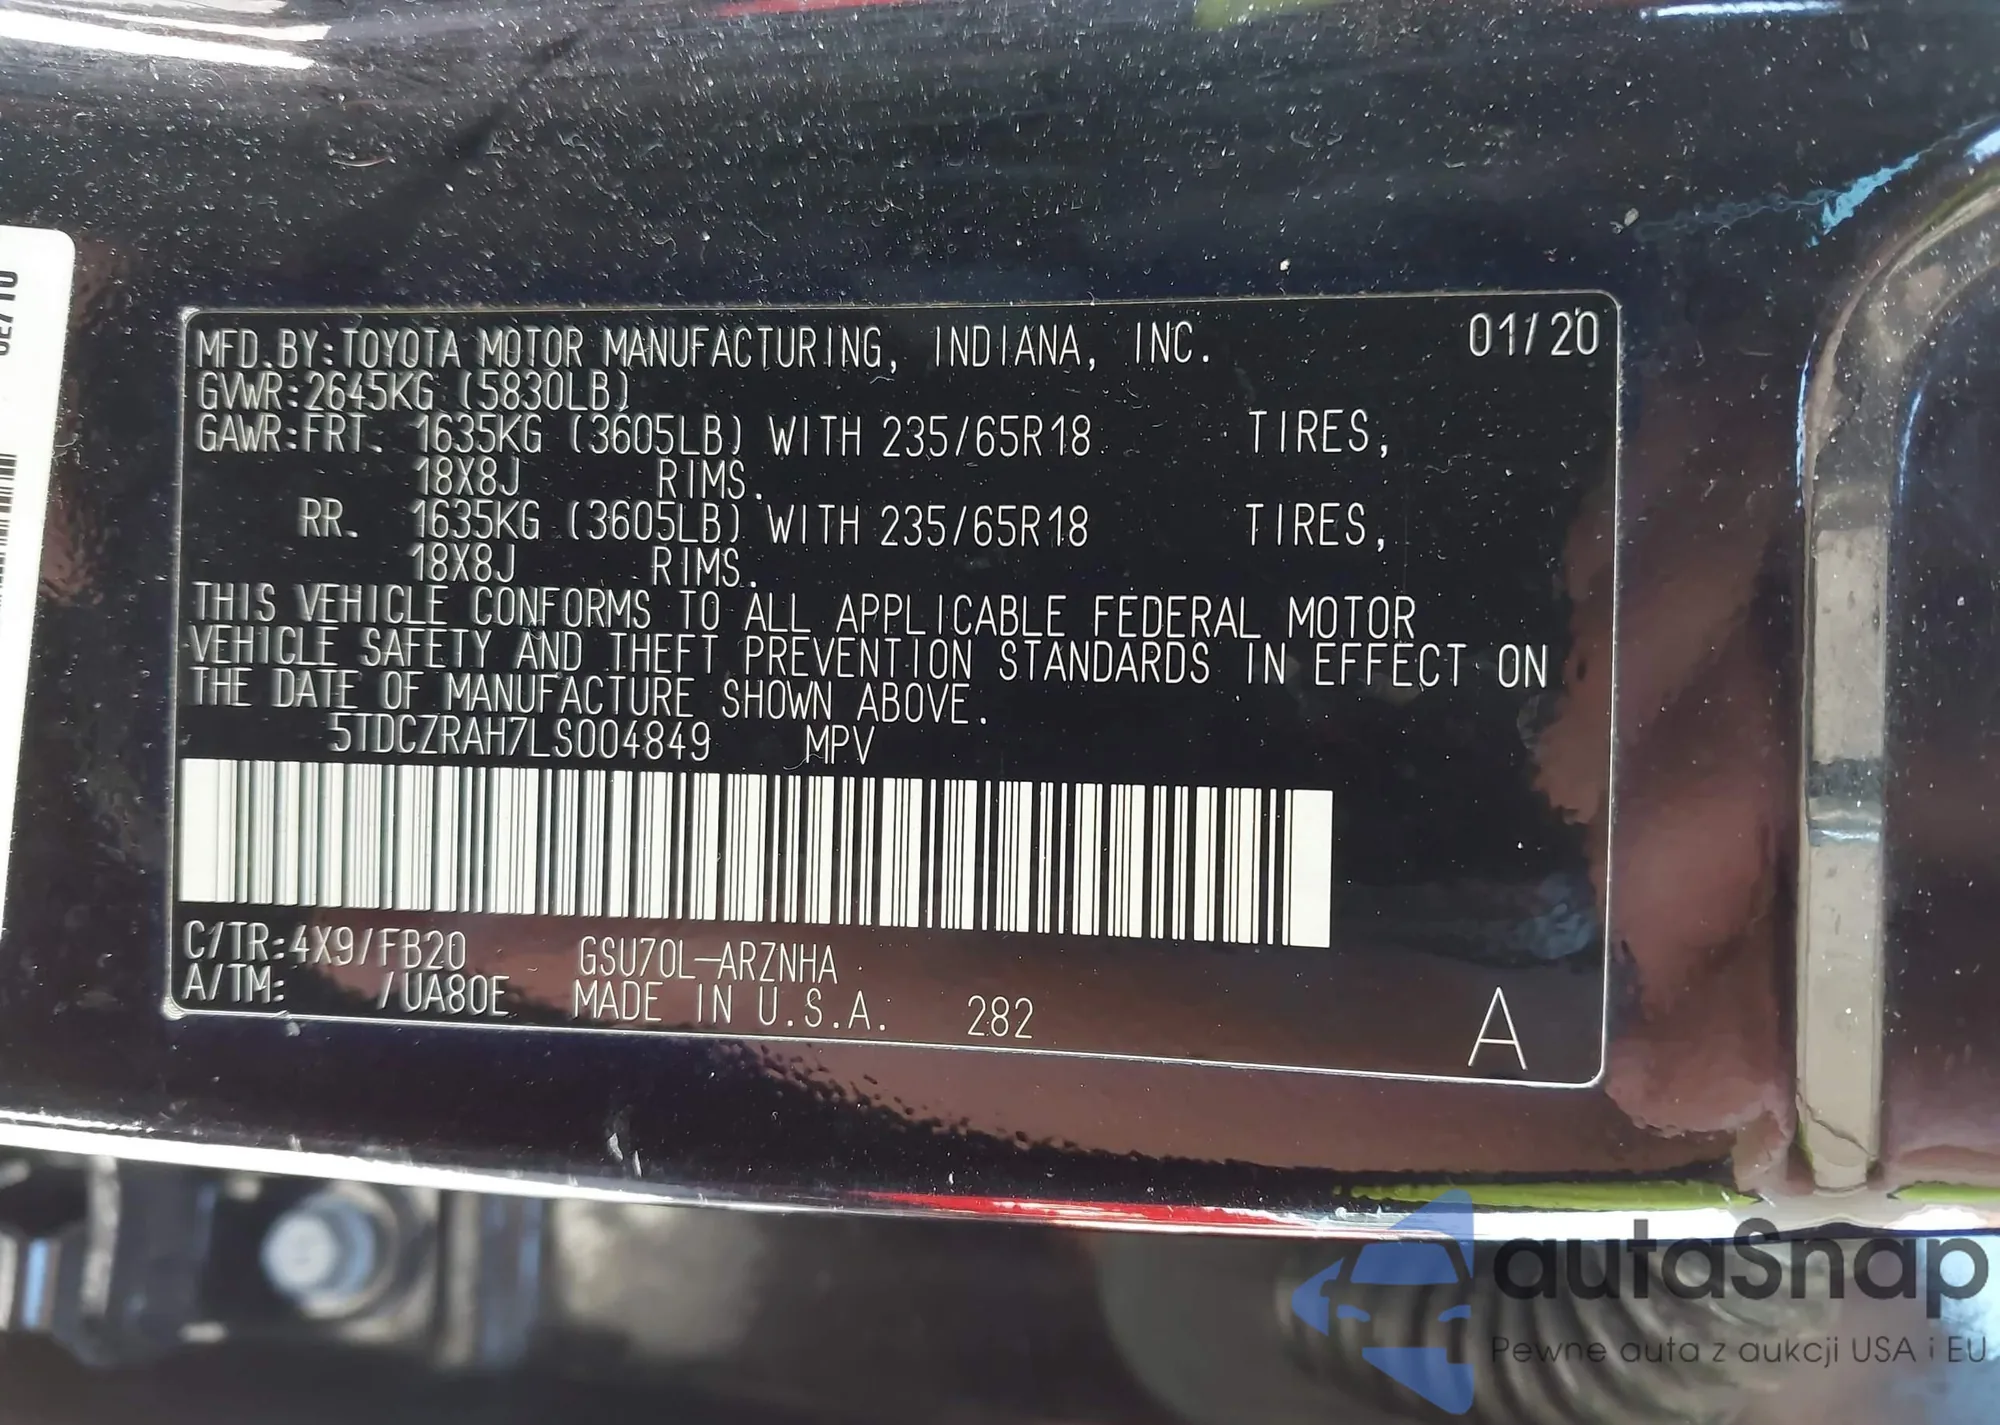 MFD.BY:TOYOTA MOTOR MANUFACTURING, INDIANA, INC. 01/20
GVWR:2645KG (5830LB)
GAWR:FRT. 1635KG (3605LB) WITH 235/65R18 TIRES,
18X8J RIMS.
RR. 1635KG (3605LB) WITH 235/65R18 TIRES,
18X8J RIMS.
THIS VEHICLE CONFORMS TO ALL APPLICABLE FEDERAL MOTOR
VEHICLE SAFETY AND THEFT PREVENTION STANDARDS IN EFFECT ON
THE DATE OF MANUFACTURE SHOWN ABOVE.
5TDCZRAH7LS004849 MPV
C/TR:4X9/FB20 GSU70L-ARZNHA
A/TM: /UA80E MADE IN U.S.A. 282
A
autaSnap
Pewne auta z aukcji USA i EU